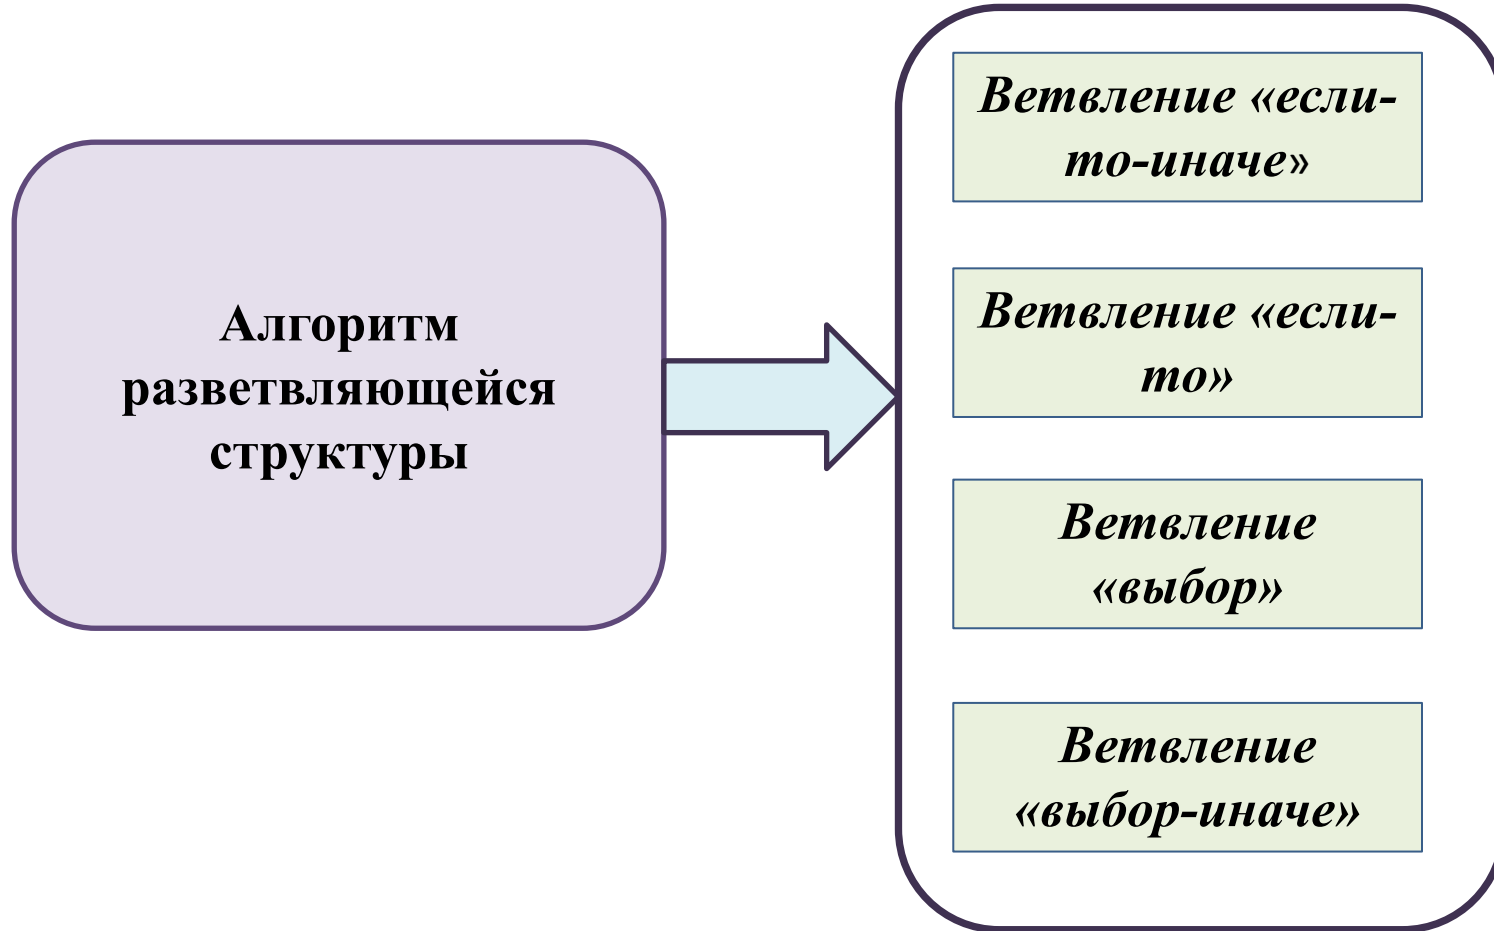 Алгоритм
разветвляющейся
структуры
Ветвление «если-
то-иначе»
Ветвление «если-
то»
Ветвление
«выбор»
Ветвление
«выбор-иначе»